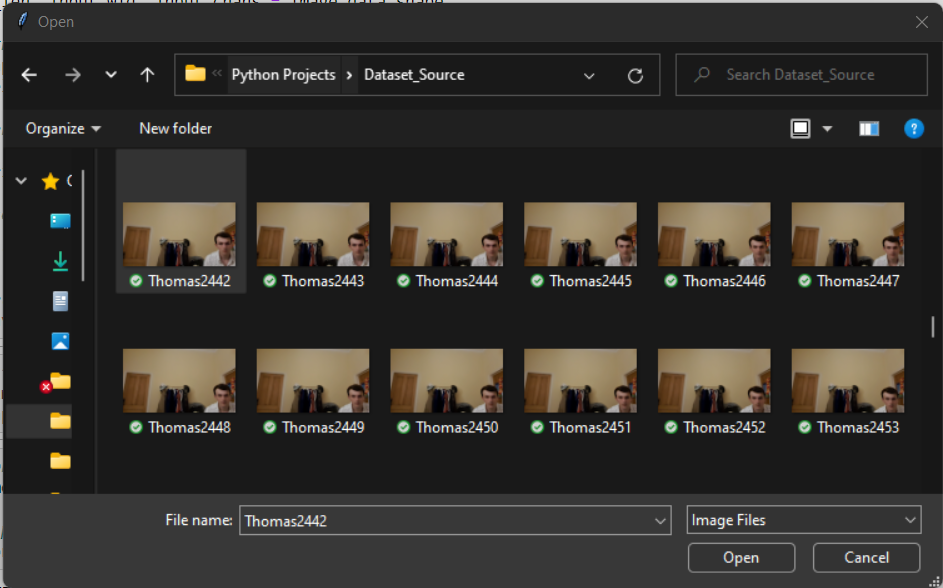 Open
Python Projects
Dataset_Source
Search Dataset_Source
Organize
New folder
Thomas2442
Thomas2443
Thomas2444
Thomas2445
Thomas2446
Thomas2447
Thomas2448
Thomas2449
Thomas2450
Thomas2451
Thomas2452
Thomas2453
File name:
Thomas2442
Image Files
Open
Cancel